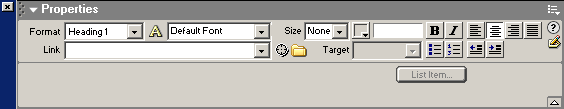 Properties
Format Heading 1 A Default Font Size None B I
Link Target
List Item...